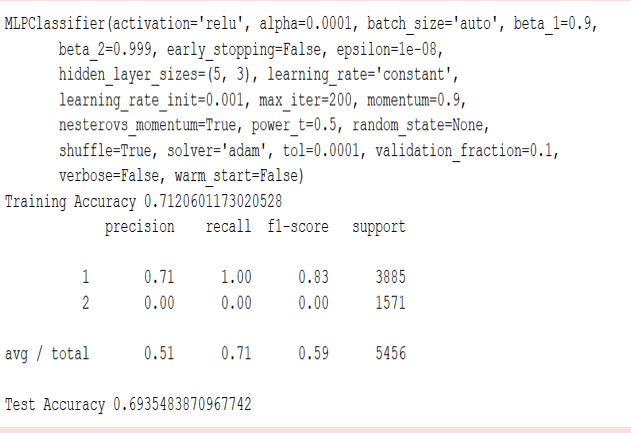 MLPClassifier(activation='relu', alpha=0.0001, batch_size='auto', beta_1=0.9,
beta_2=0.999, early_stopping=False, epsilon=1e-08,
hidden_layer_sizes=(5, 3), learning_rate='constant',
learning_rate_init=0.001, max_iter=200, momentum=0.9,
nesterovs_momentum=True, power_t=0.5, random_state=None,
shuffle=True, solver='adam', tol=0.0001, validation_fraction=0.1,
verbose=False, warm_start=False)
Training Accuracy 0.7120601173020528
precision recall f1-score support
1 0.71 1.00 0.83 3885
2 0.00 0.00 0.00 1571
avg / total 0.51 0.71 0.59 5456
Test Accuracy 0.6935483870967742